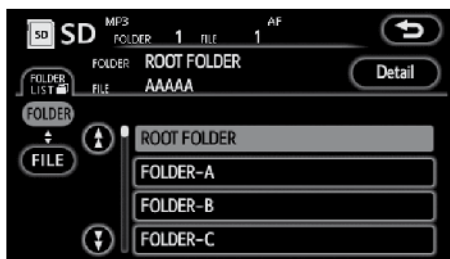 SD SD MP3 AF
FOLDER 1 FILE 1
FOLDER ROOT FOLDER
FILE AAAAA
Detail
FOLDER
LIST
FOLDER
FILE
ROOT FOLDER
FOLDER-A
FOLDER-B
FOLDER-C